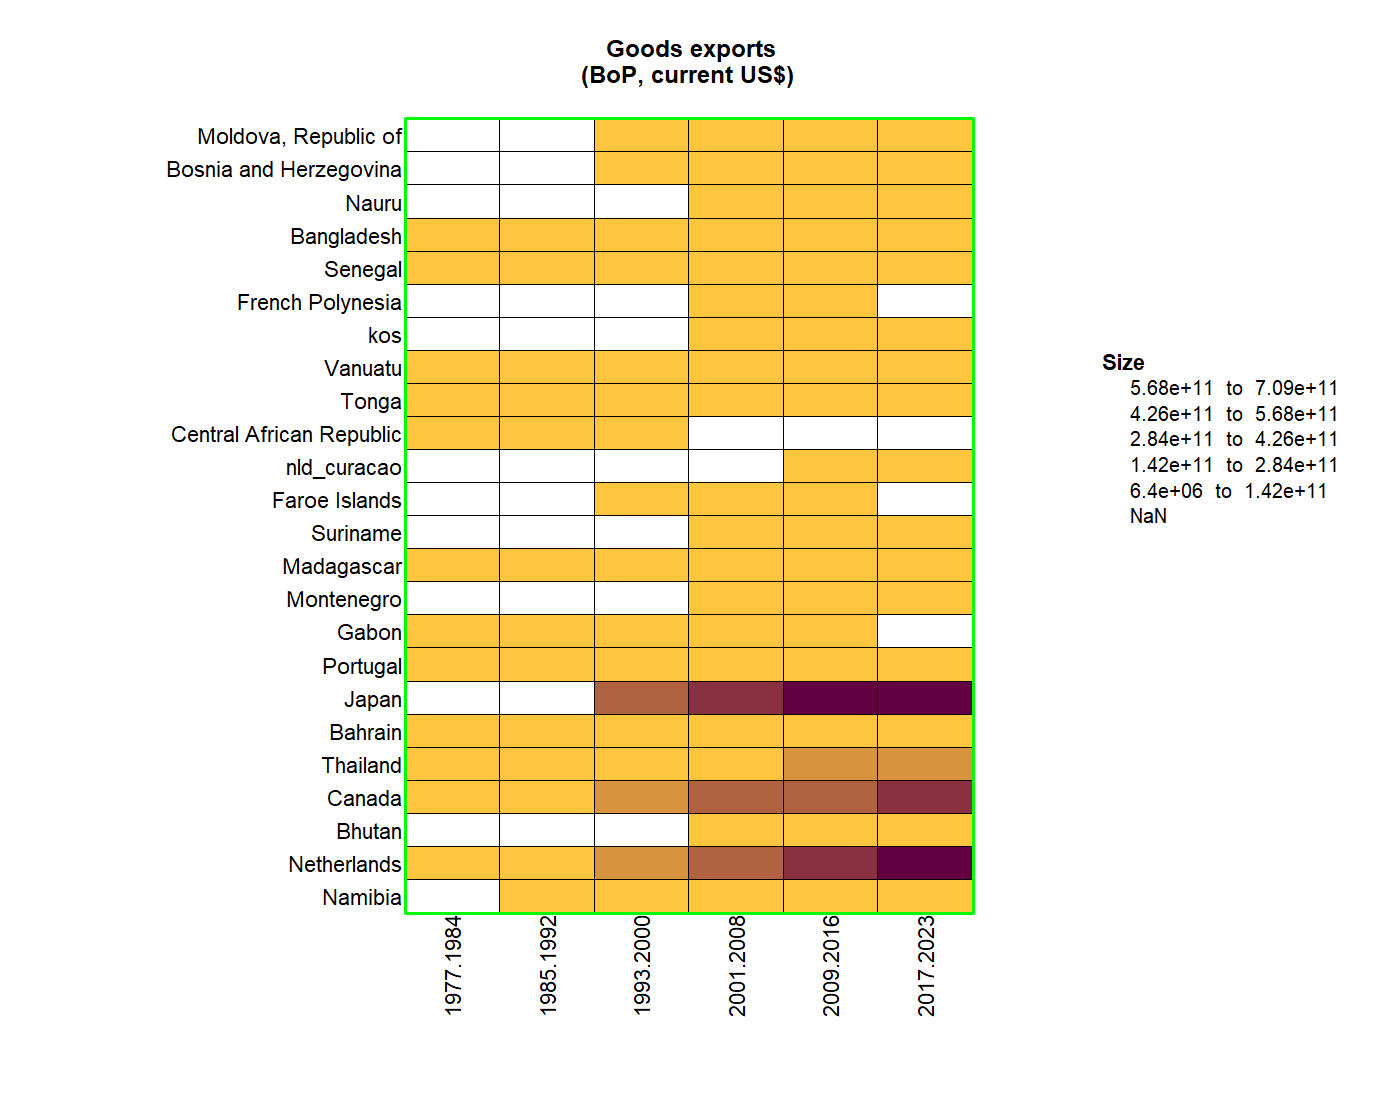 Goods exports
(BoP, current US$)
Moldova, Republic of
Bosnia and Herzegovina
Nauru
Bangladesh
Senegal
French Polynesia
kos
Vanuatu
Tonga
Central African Republic
nld_curacao
Faroe Islands
Suriname
Madagascar
Montenegro
Gabon
Portugal
Japan
Bahrain
Thailand
Canada
Bhutan
Netherlands
Namibia
1977.1984
1985.1992
1993.2000
2001.2008
2009.2016
2017.2023
Size
5.68e+11 to 7.09e+11
4.26e+11 to 5.68e+11
2.84e+11 to 4.26e+11
1.42e+11 to 2.84e+11
6.4e+06 to 1.42e+11
NaN